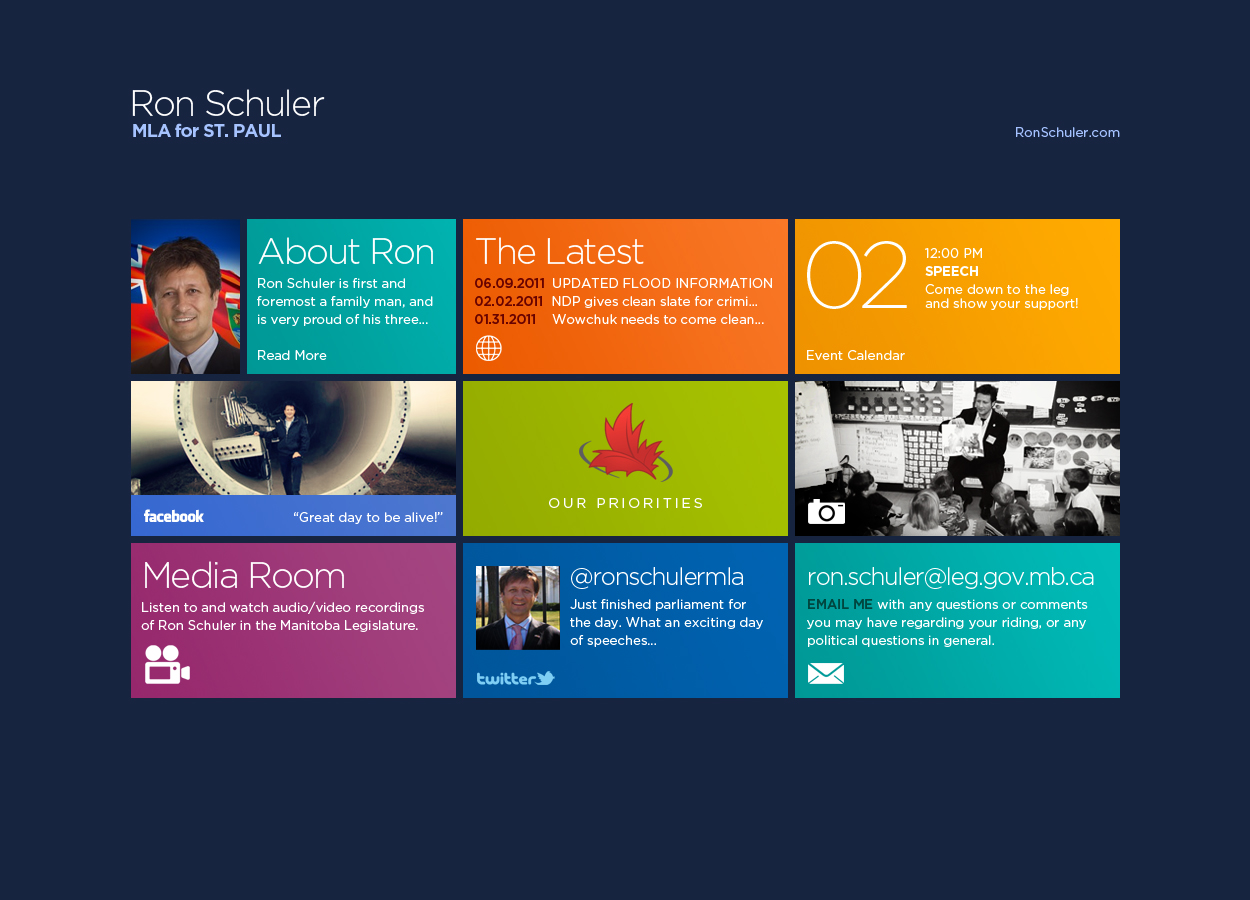 Ron Schuler
MLA for ST. PAUL
RonSchuler.com
About Ron
Ron Schuler is first and
foremost a family man, and
is very proud of his three...
Read More
The Latest
06.09.2011 UPDATED FLOOD INFORMATION
02.02.2011 NDP gives clean slate for crimi...
01.31.2011 Wowchuk needs to come clean...
02
12:00 PM
SPEECH
Come down to the leg
and show your support!
Event Calendar
facebook
“Great day to be alive!”
OUR PRIORITIES
Media Room
Listen to and watch audio/video recordings
of Ron Schuler in the Manitoba Legislature.
@ronschulermla
Just finished parliament for
the day. What an exciting day
of speeches...
twitter
ron.schuler@leg.gov.mb.ca
EMAIL ME with any questions or comments
you may have regarding your riding, or any
political questions in general.